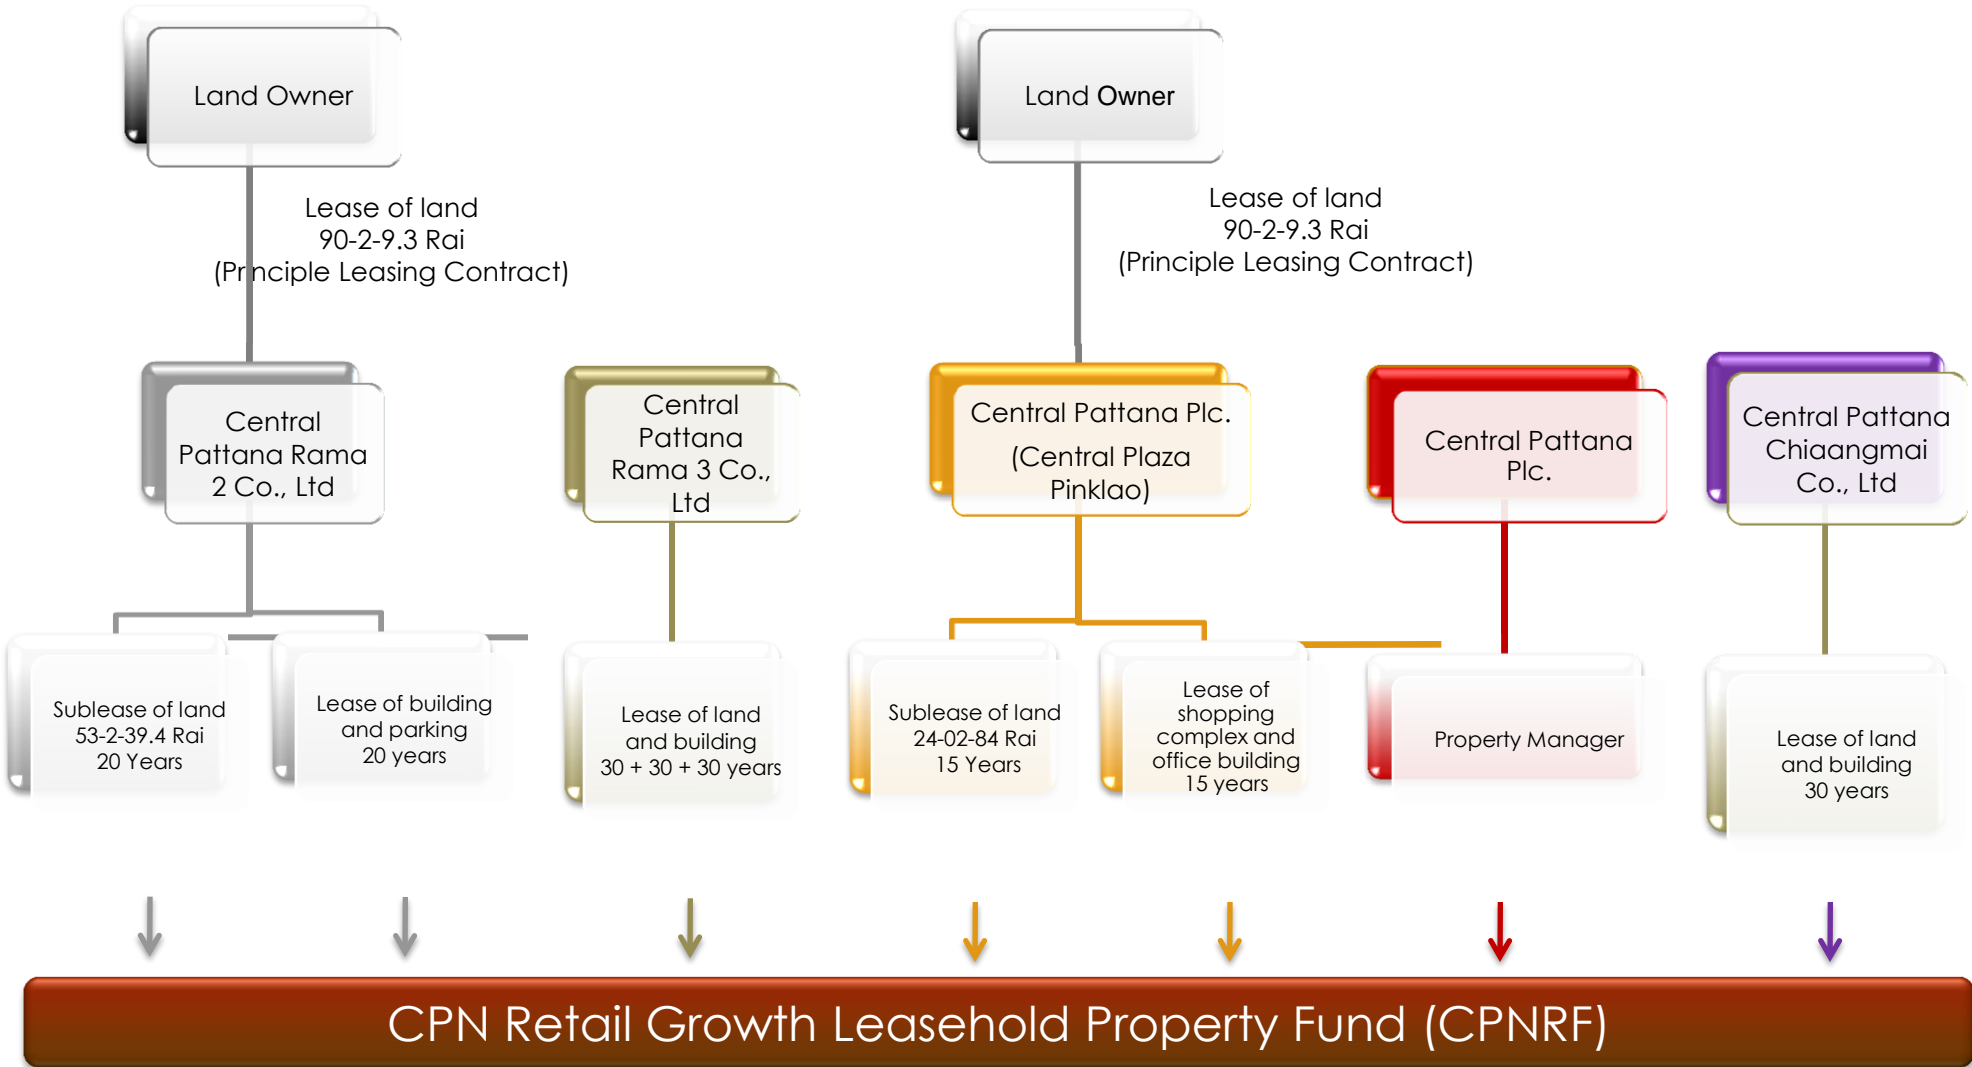 Land Owner
Lease of land
90-2-9.3 Rai
(Principle Leasing Contract)
Land Owner
Lease of land
90-2-9.3 Rai
(Principle Leasing Contract)
Central
Pattana Rama
2 Co., Ltd
Central
Pattana
Rama 3 Co.,
Ltd
Central Pattana Plc.
(Central Plaza
Pinklao)
Central Pattana
Plc.
Central Pattana
Chiaangmai
Co., Ltd
Sublease of land
53-2-39.4 Rai
20 Years
Lease of building
and parking
20 years
Lease of land
and building
30 + 30 + 30 years
Sublease of land
24-02-84 Rai
15 Years
Lease of
shopping
complex and
office building
15 years
Property Manager
Lease of land
and building
30 years
CPN Retail Growth Leasehold Property Fund (CPNRF)